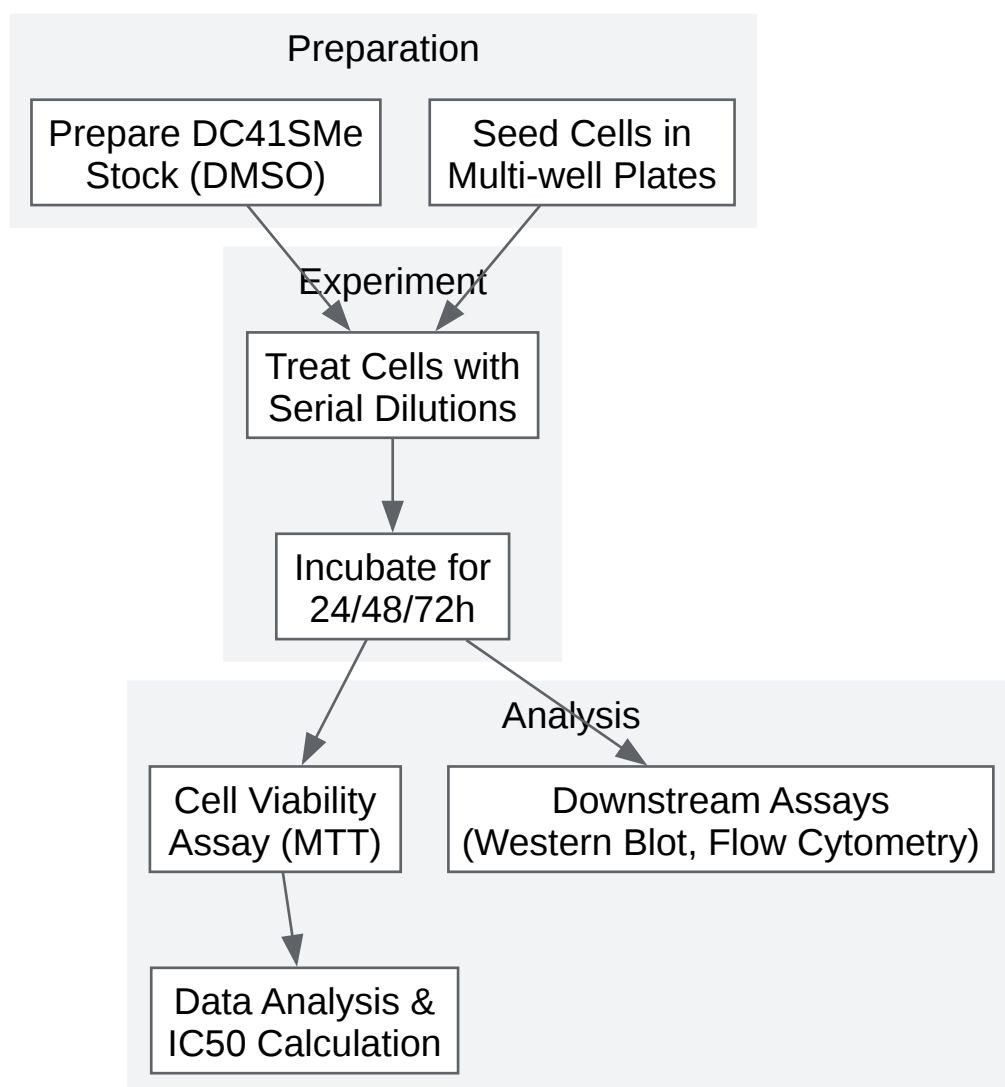 Preparation
Prepare DC41SMe
Stock (DMSO)
Seed Cells in
Multi-well Plates
Experiment
Treat Cells with
Serial Dilutions
Incubate for
24/48/72h
Analysis
Cell Viability
Assay (MTT)
Downstream Assays
(Western Blot, Flow Cytometry)
Data Analysis &
IC50 Calculation